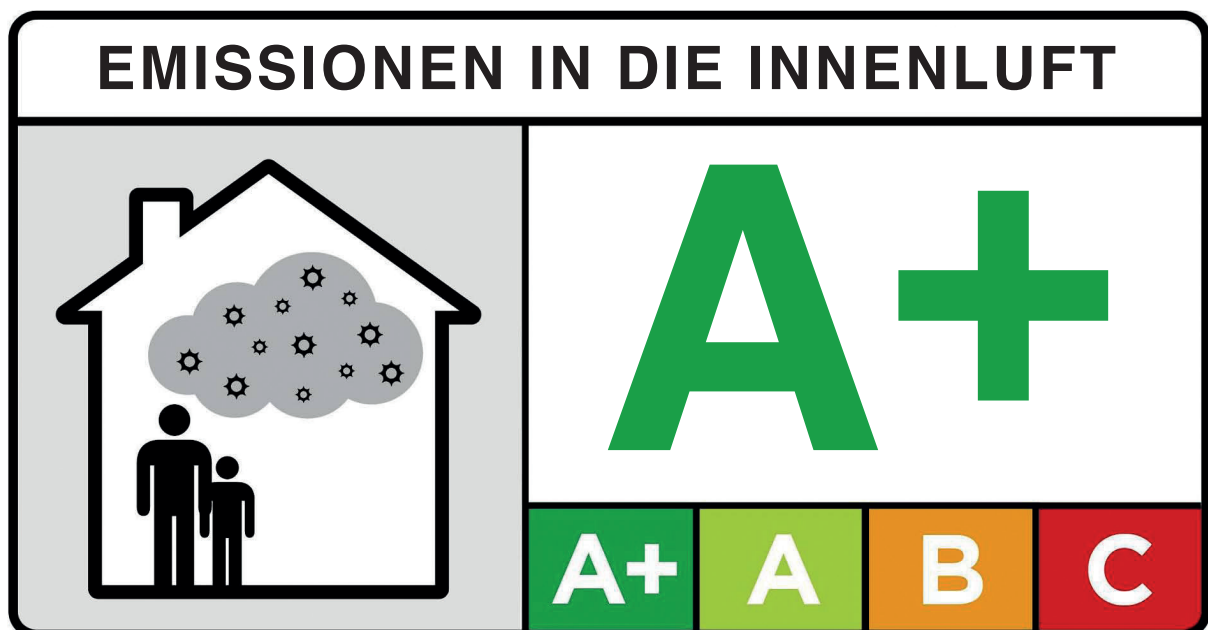 EMISSIONEN IN DIE INNENLUFT
A+
A+ A B C